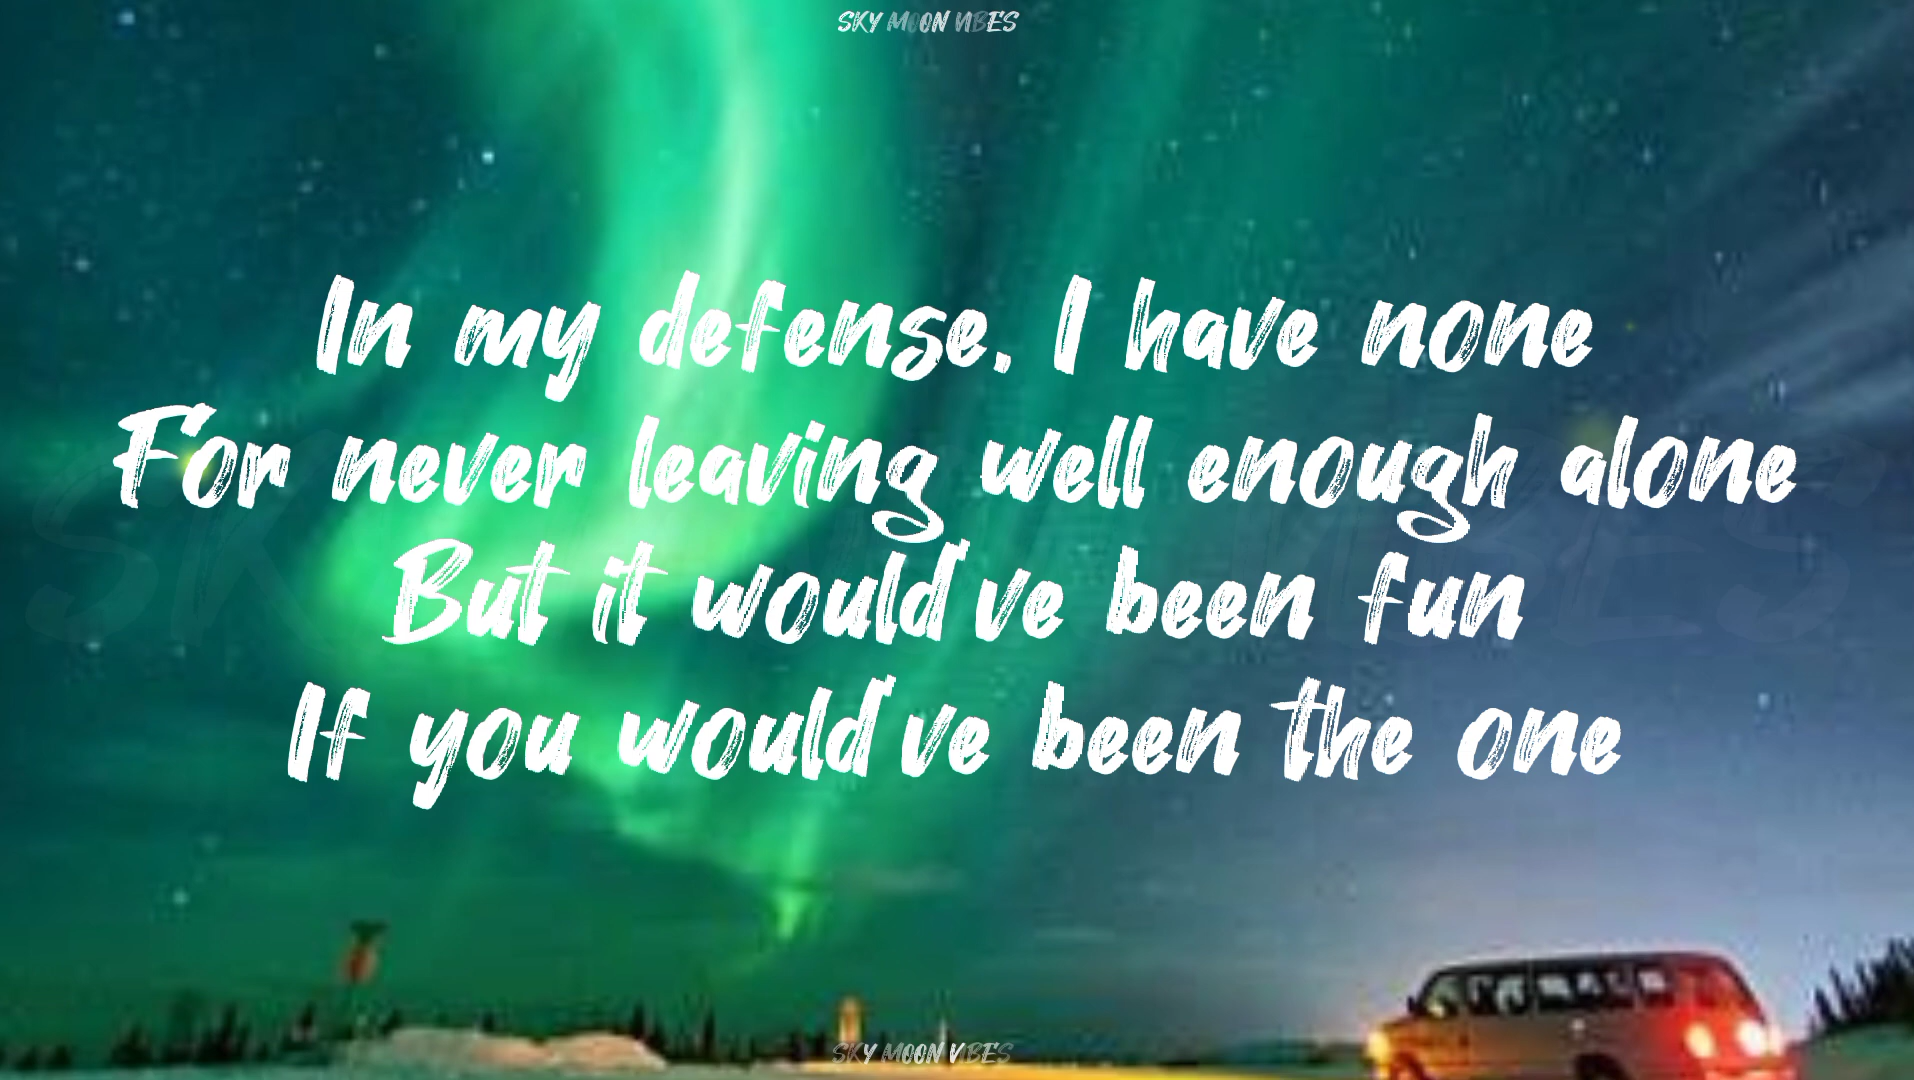 SKY MOON VIBES
In my defense, I have none
For never leaving well enough alone
But it would've been fun
If you would've been the one
SKY MOON VIBES